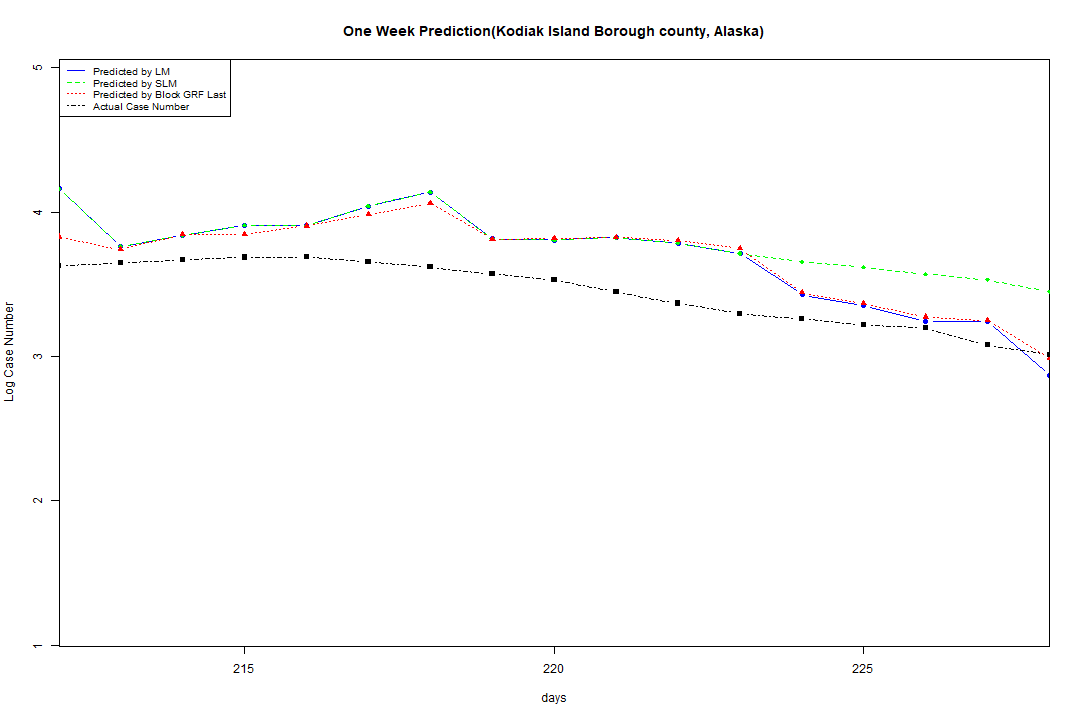 One Week Prediction(Kodiak Island Borough county, Alaska)
Predicted by LM
Predicted by SLM
Predicted by Block GRF Last
Actual Case Number
5
4
3
2
1
Log Case Number
215
220
225
days